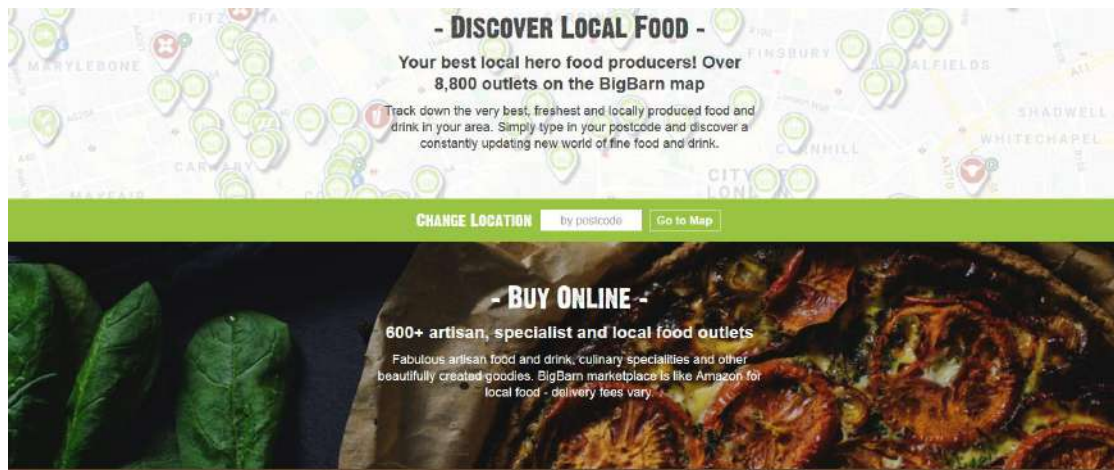 - DISCOVER LOCAL FOOD -
Your best local hero food producers! Over
8,800 outlets on the BigBarn map
Track down the very best, freshest and locally produced food and
drink in your area. Simply type in your postcode and discover a
constantly updating new world of fine food and drink.
FINSBURY
MARYLEBONE
SHADWELL
WHITECHAPEL
CITY
MAYFAIR
CHANGE LOCATION by postcode Go to Map
- BUY ONLINE -
600+ artisan, specialist and local food outlets
Fabulous artisan food and drink, culinary specialities and other
beautifully created goodies. BigBarn marketplace is like Amazon for
local food - delivery fees vary.